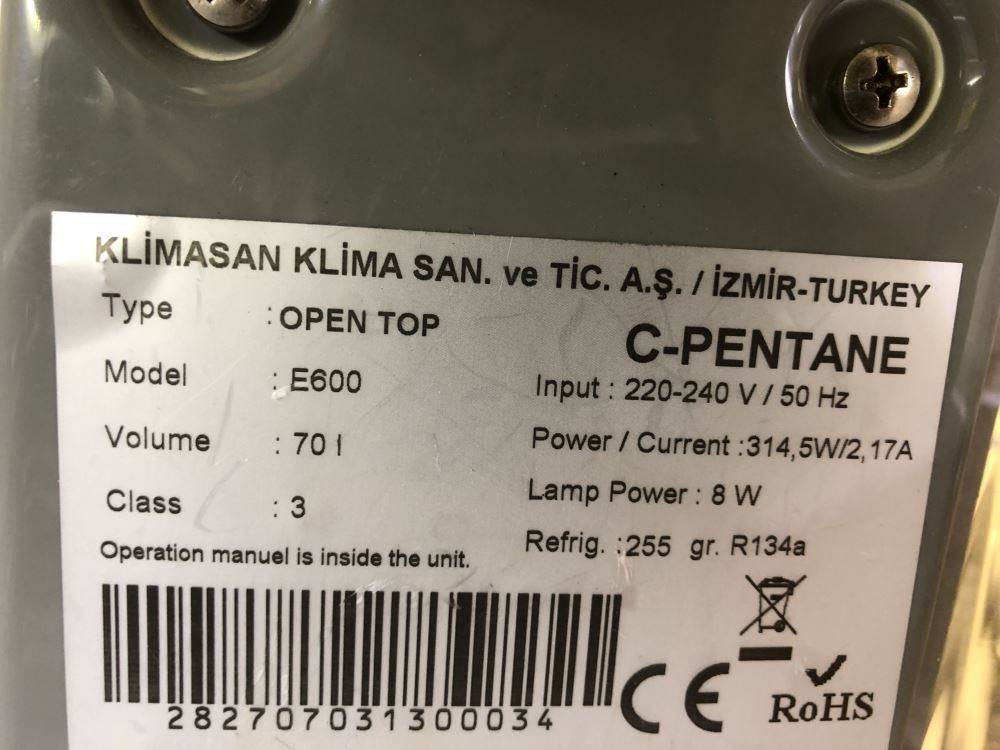 KLİMASAN KLİMA SAN. ve TİC. A.Ş. / İZMİR-TURKEY
Type : OPEN TOP
C-PENTANE
Model : E600
Input : 220-240 V / 50 Hz
Volume : 70 l
Power / Current :314,5W/2,17A
Class : 3
Lamp Power : 8 W
Operation manuel is inside the unit.
Refrig. :255 gr. R134a
282707031300034
CE
RoHS